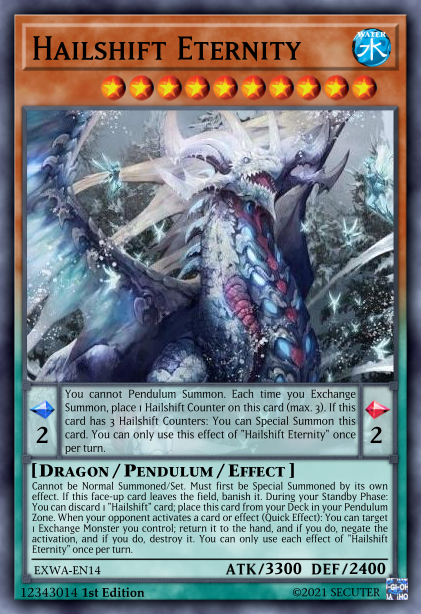 Hailshift Eternity
WATER
水
You cannot Pendulum Summon. Each time you Exchange
Summon, place 1 Hailshift Counter on this card (max. 3). If this
card has 3 Hailshift Counters: You can Special Summon this
card. You can only use this effect of "Hailshift Eternity" once
per turn.
2
2
[Dragon / Pendulum / Effect]
Cannot be Normal Summoned/Set. Must first be Special Summoned by its own
effect. If this face-up card leaves the field, banish it. During your Standby Phase:
You can discard 1 "Hailshift" card; place this card from your Deck in your Pendulum
Zone. When your opponent activates a card or effect (Quick Effect): You can target
1 Exchange Monster you control; return it to the hand, and if you do, negate the
activation, and if you do, destroy it. You can only use each effect of "Hailshift
Eternity" once per turn.
EXWA-EN14
ATK/3300 DEF/2400
12343014 1st Edition
©2021 SECUTER